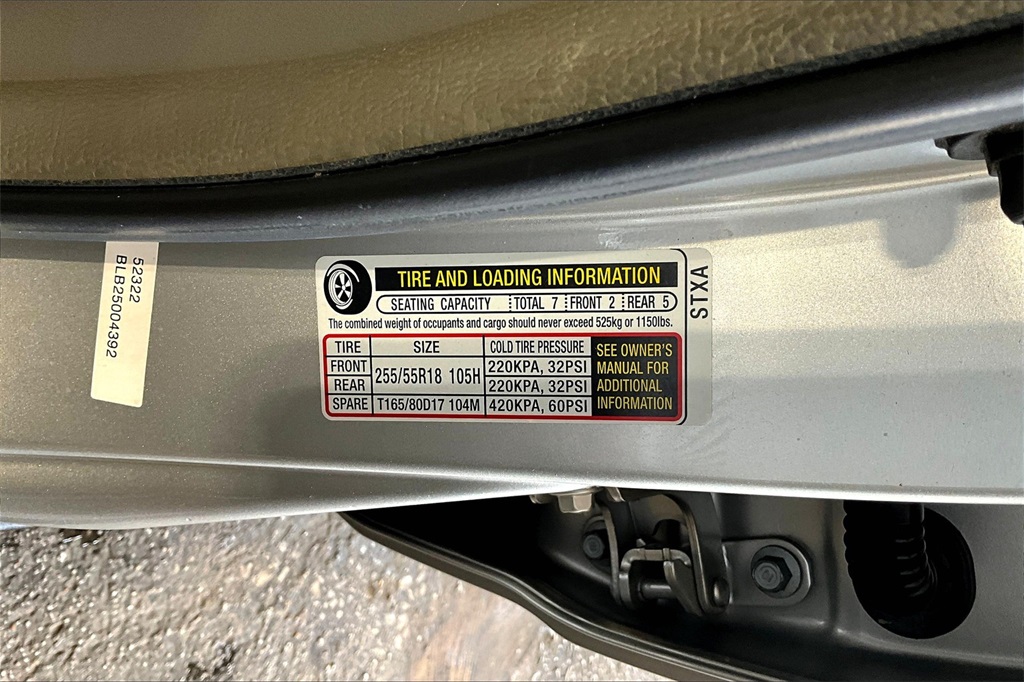 52322
BLB25004392
TIRE AND LOADING INFORMATION
SEATING CAPACITY TOTAL 7 FRONT 2 REAR 5
The combined weight of occupants and cargo should never exceed 525kg or 1150lbs.
TIRE SIZE COLD TIRE PRESSURE
FRONT 255/55R18 105H 220KPA, 32PSI
REAR 220KPA, 32PSI
SPARE T165/80D17 104M 420KPA, 60PSI
SEE OWNER'S
MANUAL FOR
ADDITIONAL
INFORMATION
STXA